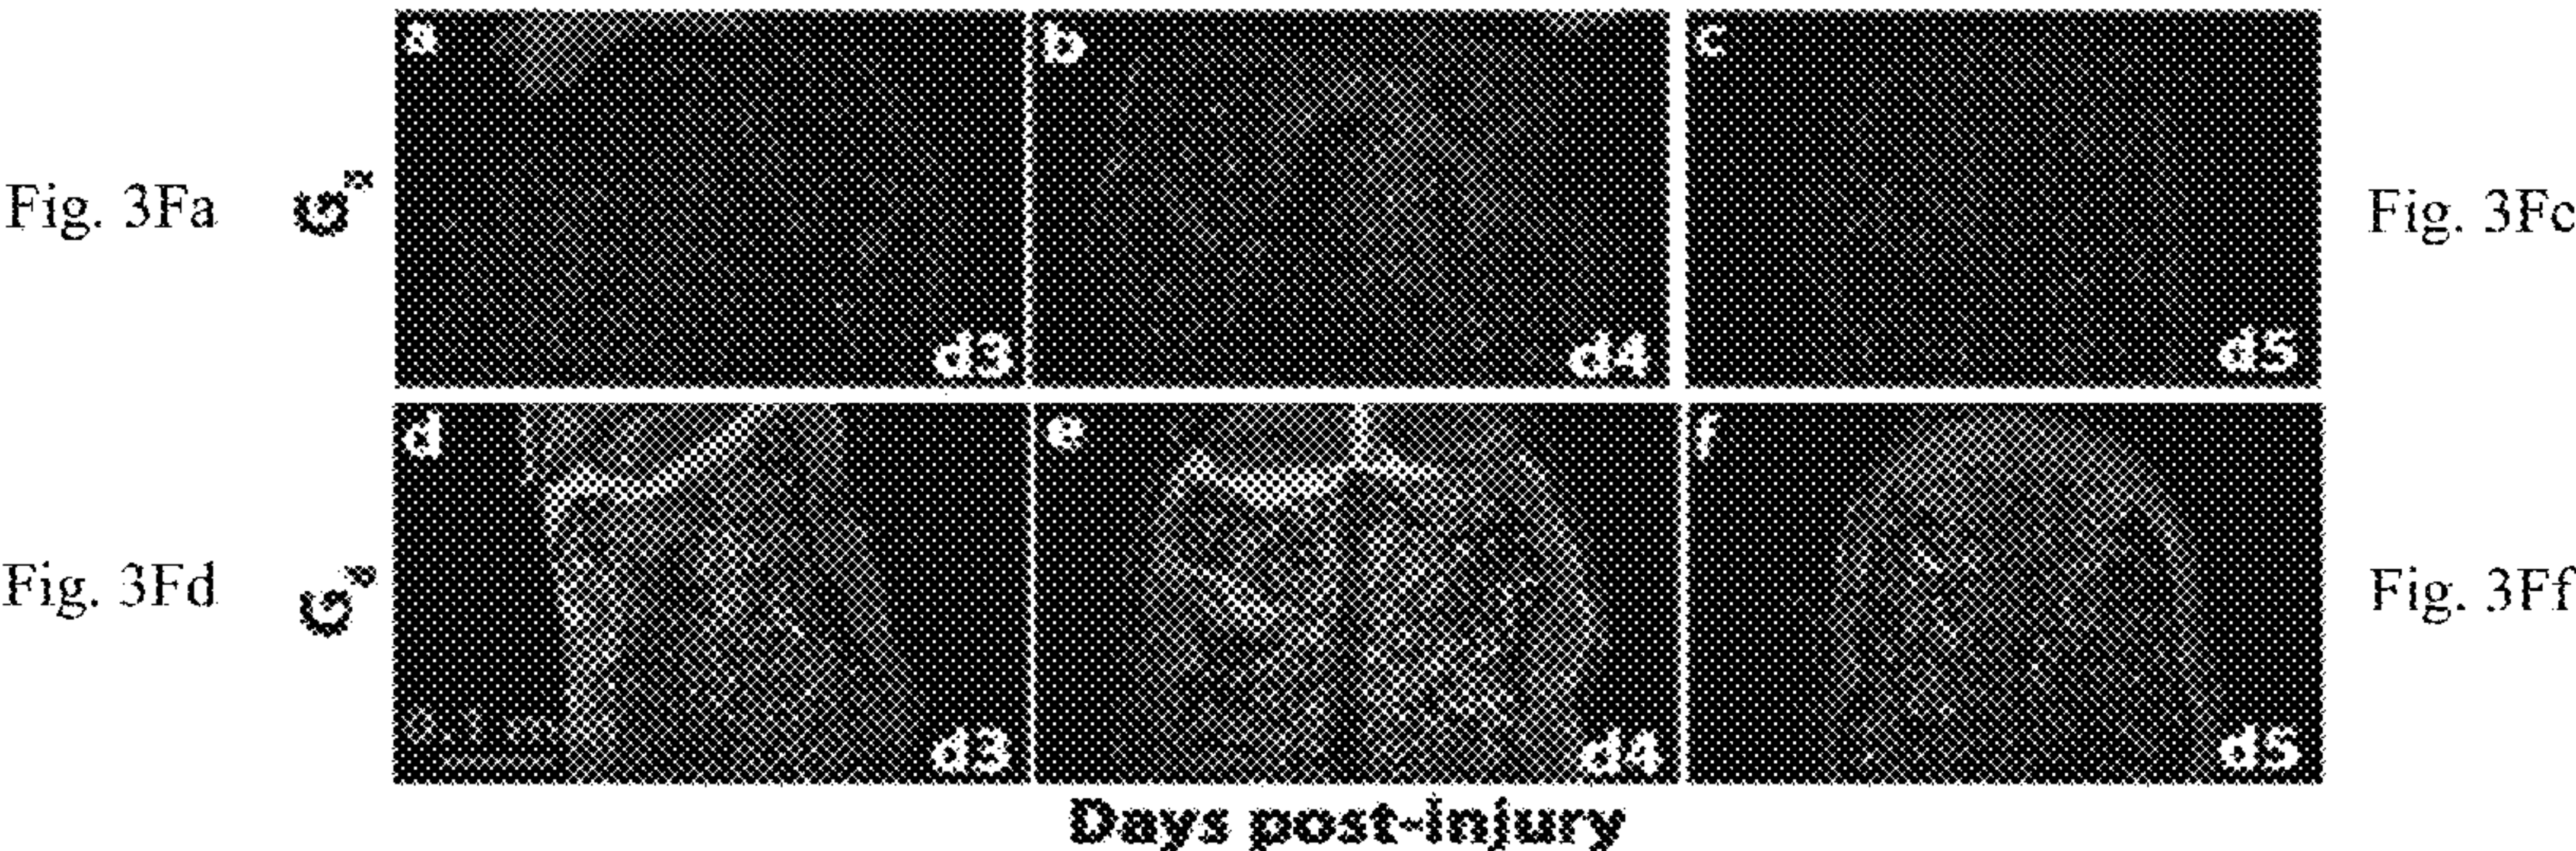 a b c
Fig. 3Fa
Fig. 3Fc
d3 d4 d5
d e f
Fig. 3Fd
Fig. 3Ff
d3 d4 d5
Days post-injury